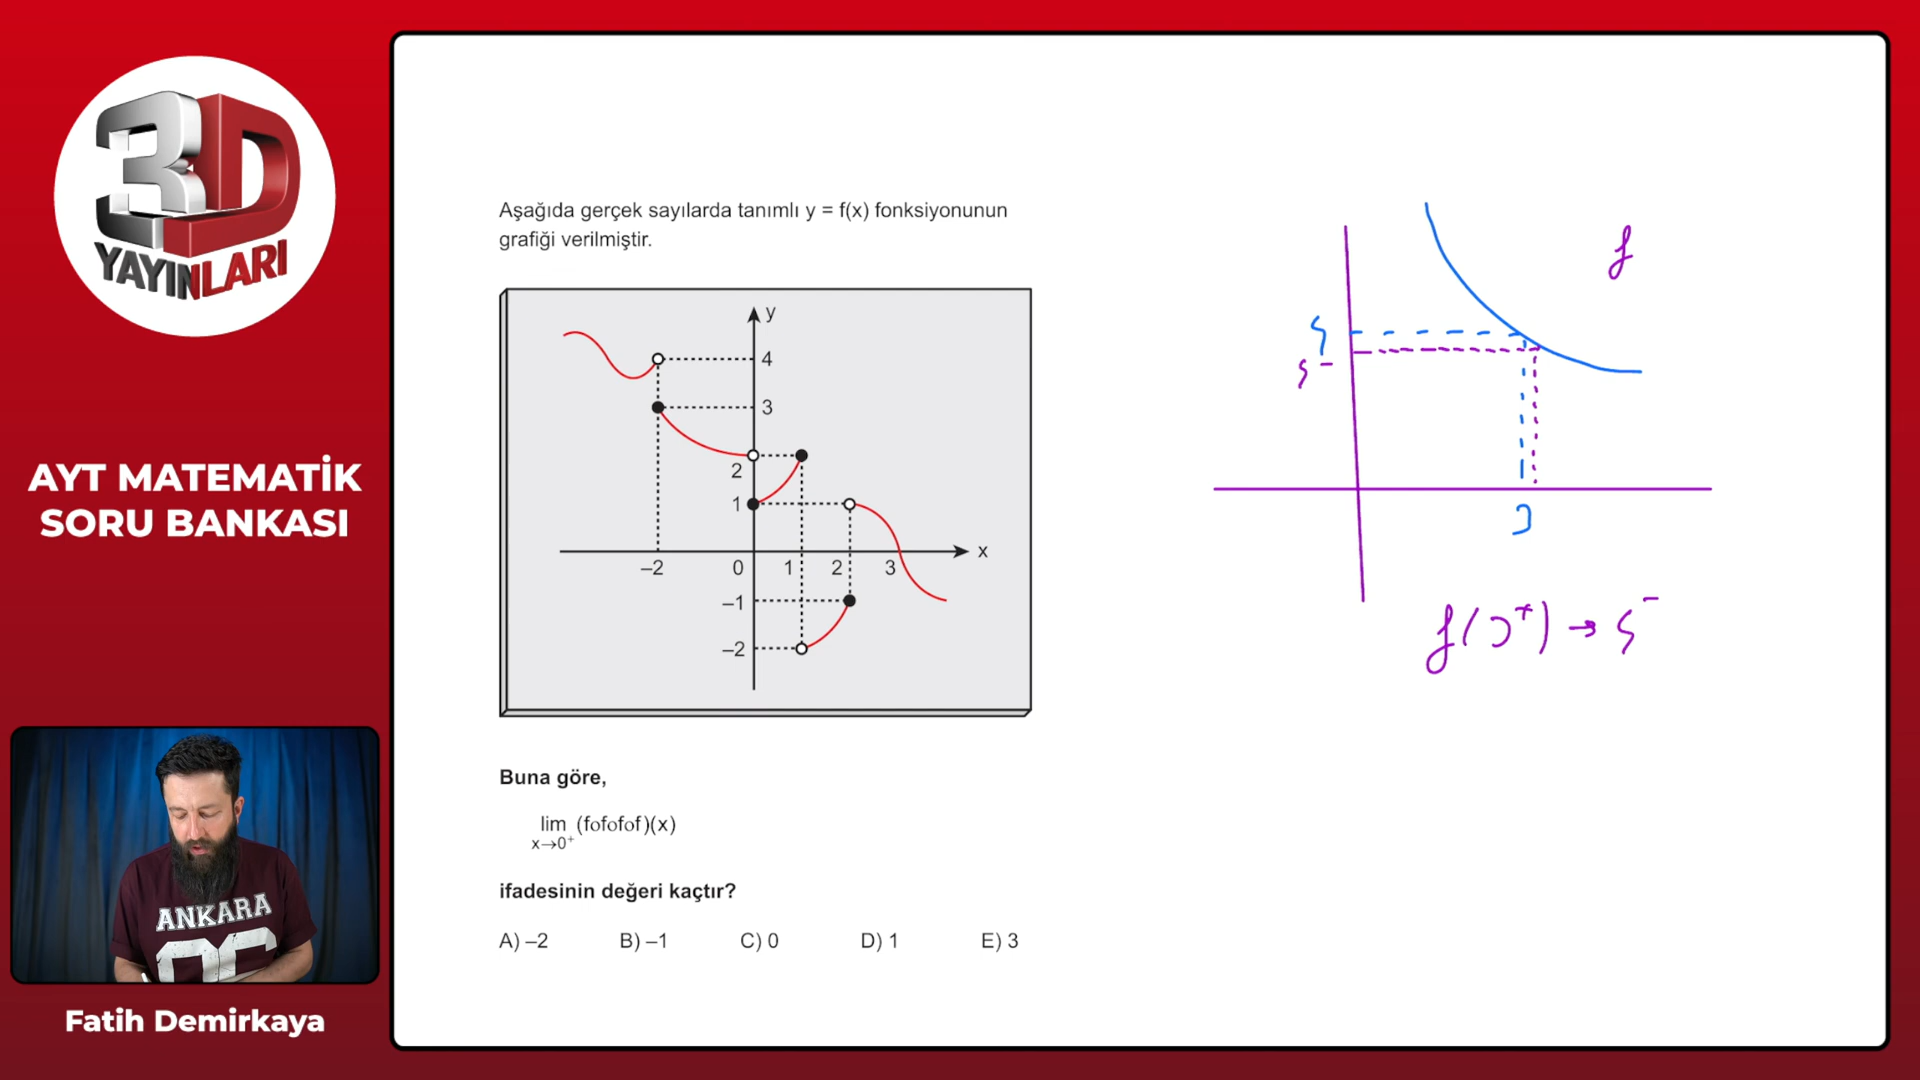 3D
YAYINLARI
AYT MATEMATİK
SORU BANKASI
ANKARA
Fatih Demirkaya
Aşağıda gerçek sayılarda tanımlı y = f(x) fonksiyonunun
grafiği verilmiştir.
y
4
3
2
1
x
–2
0
1
2
3
–1
–2
Buna göre,
lim (fofofof)(x)
x→0⁺
ifadesinin değeri kaçtır?
A) –2 B) –1 C) 0 D) 1 E) 3
f
5
5⁻
3
f(3⁺) → 5⁻